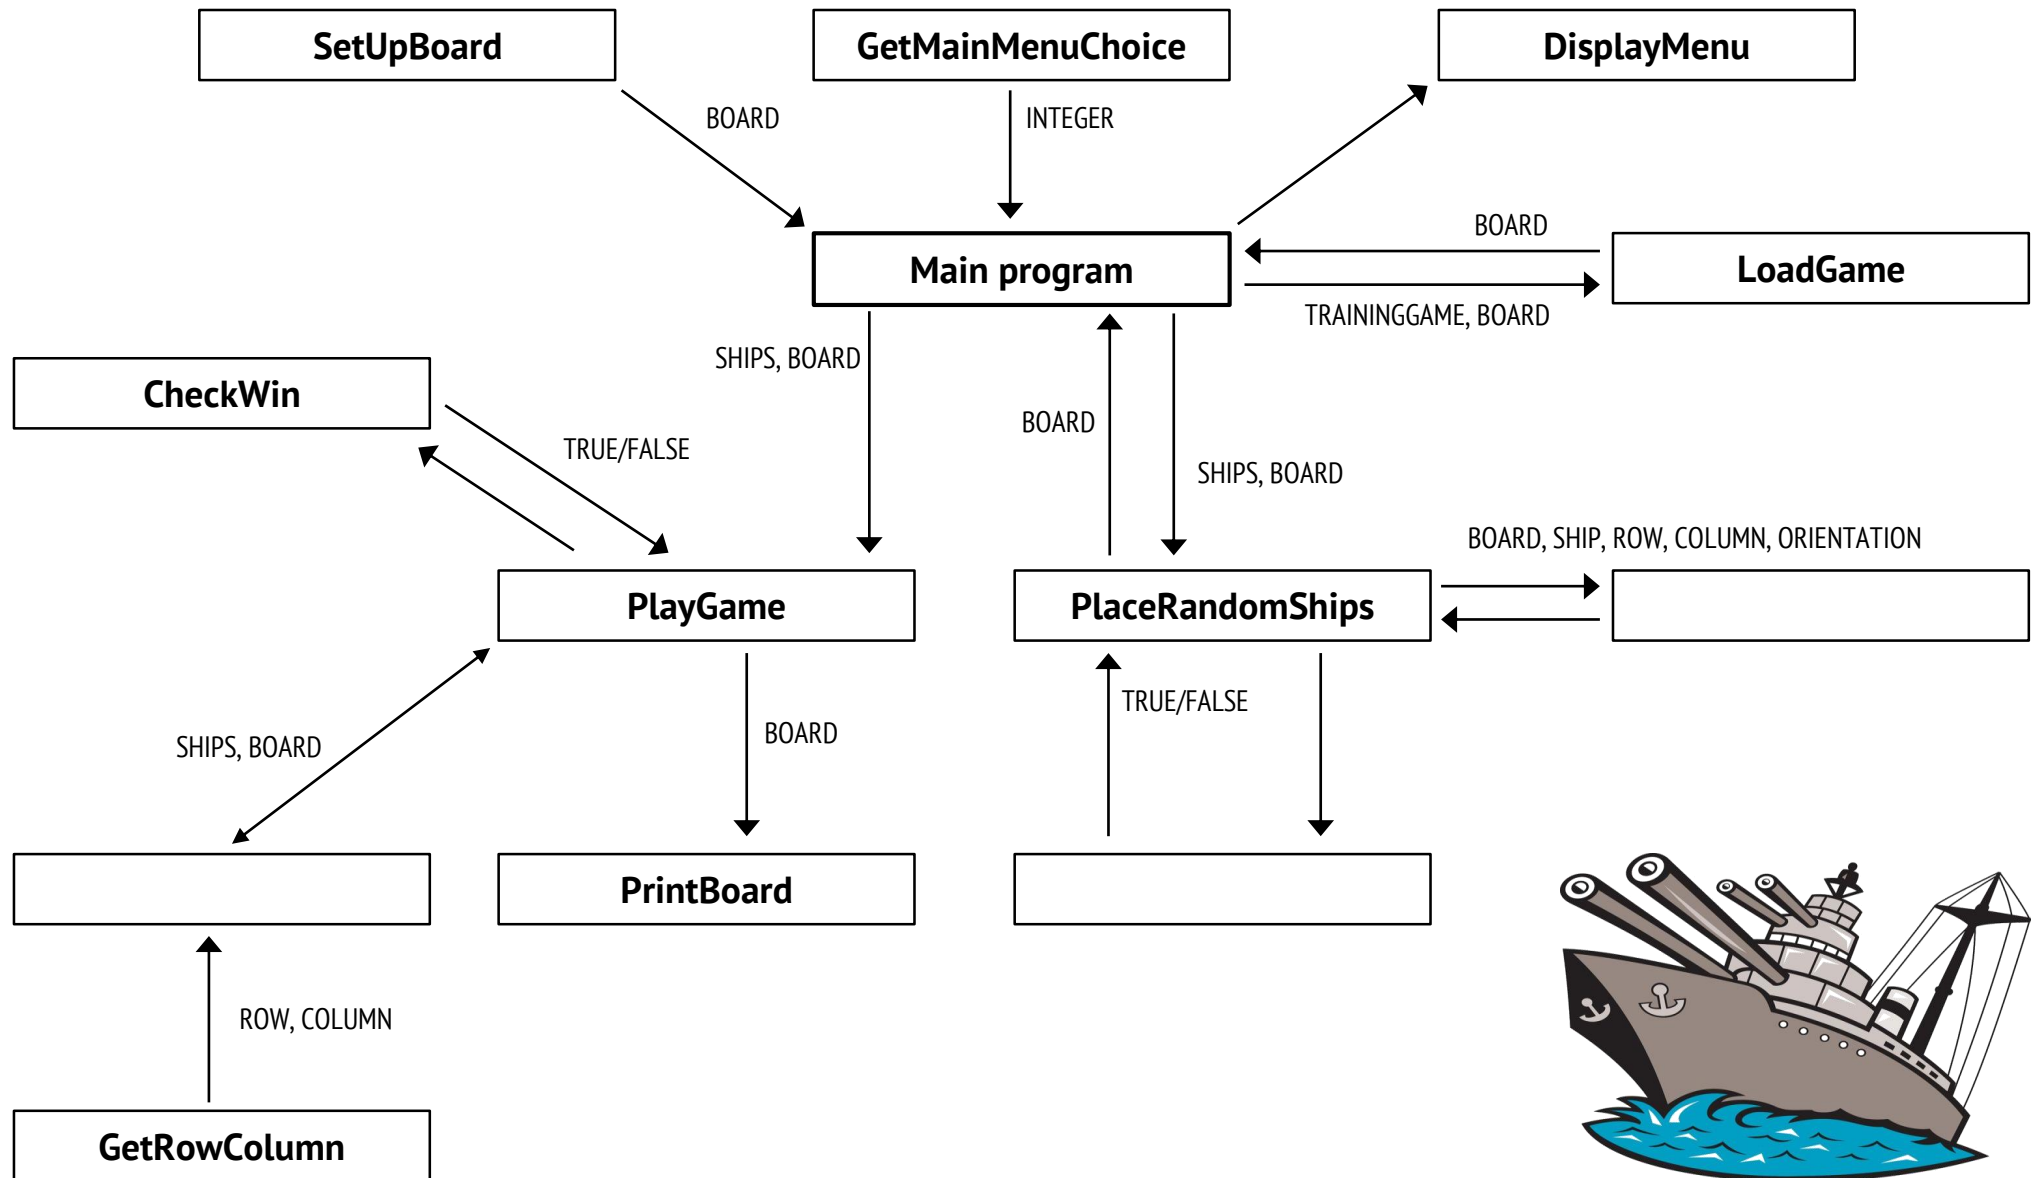 SetUpBoard
GetMainMenuChoice
DisplayMenu
BOARD
INTEGER
BOARD
Main program
LoadGame
TRAININGGAME, BOARD
SHIPS, BOARD
CheckWin
BOARD
TRUE/FALSE
SHIPS, BOARD
BOARD, SHIP, ROW, COLUMN, ORIENTATION
PlayGame
PlaceRandomShips
TRUE/FALSE
SHIPS, BOARD
BOARD
PrintBoard
ROW, COLUMN
GetRowColumn